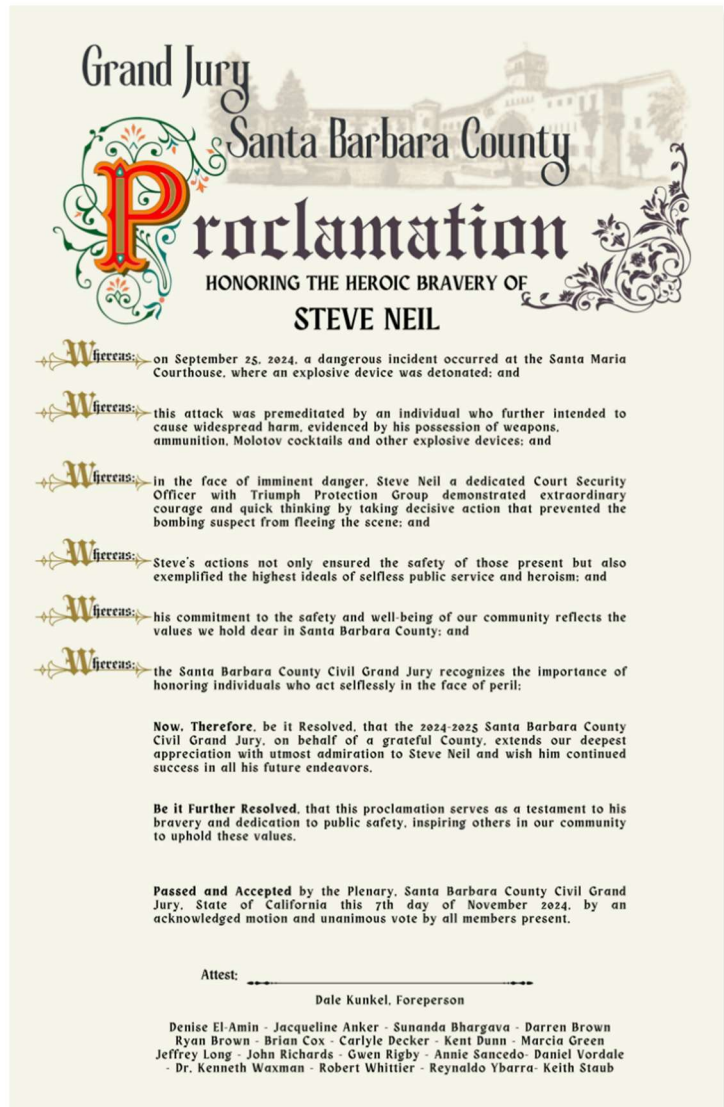 Grand Jury
Santa Barbara County
Proclamation
HONORING THE HEROIC BRAVERY OF
STEVE NEIL
Whereas: on September 25, 2024, a dangerous incident occurred at the Santa Maria
Courthouse, where an explosive device was detonated; and
Whereas: this attack was premeditated by an individual who further intended to
cause widespread harm, evidenced by his possession of weapons,
ammunition, Molotov cocktails and other explosive devices; and
Whereas: in the face of imminent danger, Steve Neil a dedicated Court Security
Officer with Triumph Protection Group demonstrated extraordinary
courage and quick thinking by taking decisive action that prevented the
bombing suspect from fleeing the scene; and
Whereas: Steve's actions not only ensured the safety of those present but also
exemplified the highest ideals of selfless public service and heroism; and
Whereas: his commitment to the safety and well-being of our community reflects the
values we hold dear in Santa Barbara County; and
Whereas: the Santa Barbara County Civil Grand Jury recognizes the importance of
honoring individuals who act selflessly in the face of peril;
Now, Therefore, be it Resolved, that the 2024-2025 Santa Barbara County
Civil Grand Jury, on behalf of a grateful County, extends our deepest
appreciation with utmost admiration to Steve Neil and wish him continued
success in all his future endeavors.
Be it Further Resolved, that this proclamation serves as a testament to his
bravery and dedication to public safety, inspiring others in our community
to uphold these values.
Passed and Accepted by the Plenary, Santa Barbara County Civil Grand
Jury, State of California this 7th day of November 2024, by an
acknowledged motion and unanimous vote by all members present.
Attest:
Dale Kunkel, Foreperson
Denise El-Amin - Jacqueline Anker - Sunanda Bhargava - Darren Brown
Ryan Brown - Brian Cox - Carlyle Decker - Kent Dunn - Marcia Green
Jeffrey Long - John Richards - Gwen Rigby - Annie Sancedo- Daniel Vordale
- Dr. Kenneth Waxman - Robert Whittier - Reynaldo Ybarra- Keith Staub